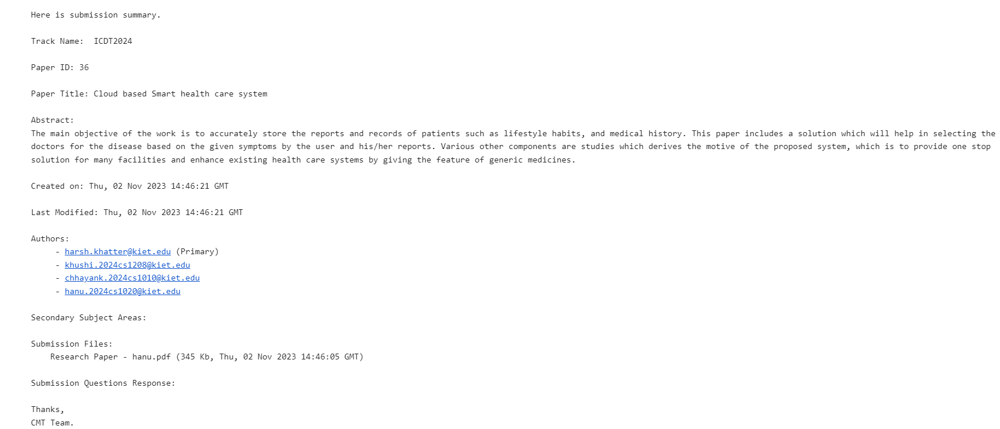 Here is submission summary.
Track Name:  ICDT2024
Paper ID: 36
Paper Title: Cloud based Smart health care system
Abstract:
The main objective of the work is to accurately store the reports and records of patients such as lifestyle habits, and medical history. This paper includes a solution which will help in selecting the
doctors for the disease based on the given symptoms by the user and his/her reports. Various other components are studies which derives the motive of the proposed system, which is to provide one stop
solution for many facilities and enhance existing health care systems by giving the feature of generic medicines.
Created on: Thu, 02 Nov 2023 14:46:21 GMT
Last Modified: Thu, 02 Nov 2023 14:46:21 GMT
Authors:
- harsh.khatter@kiet.edu (Primary)
- khushi.2024cs1208@kiet.edu
- chhayank.2024cs1010@kiet.edu
- hanu.2024cs1020@kiet.edu
Secondary Subject Areas:
Submission Files:
Research Paper - hanu.pdf (345 Kb, Thu, 02 Nov 2023 14:46:05 GMT)
Submission Questions Response:
Thanks,
CMT Team.